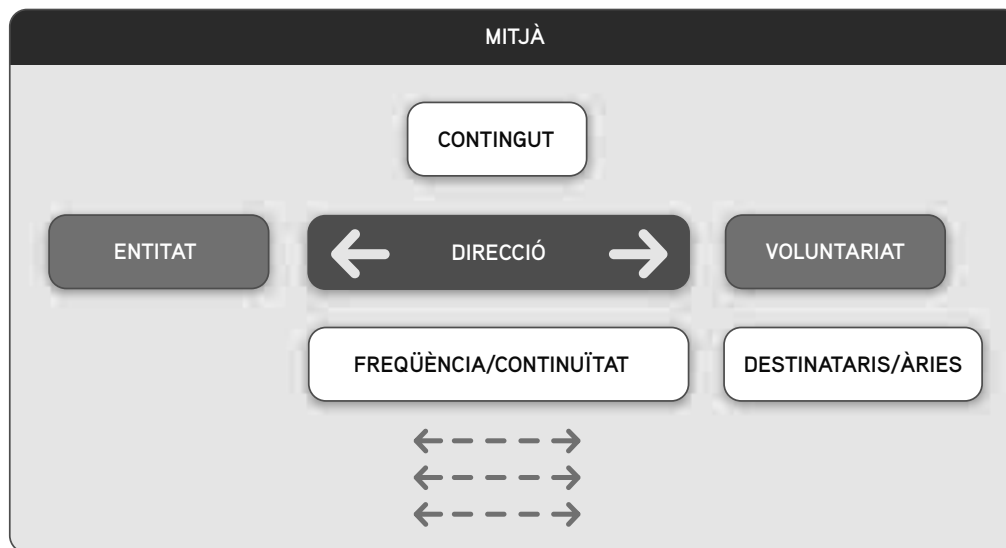 MITJÀ
CONTINGUT
ENTITAT
DIRECCIÓ
VOLUNTARIAT
FREQÜÈNCIA/CONTINUÏTAT
DESTINATARIS/ÀRIES